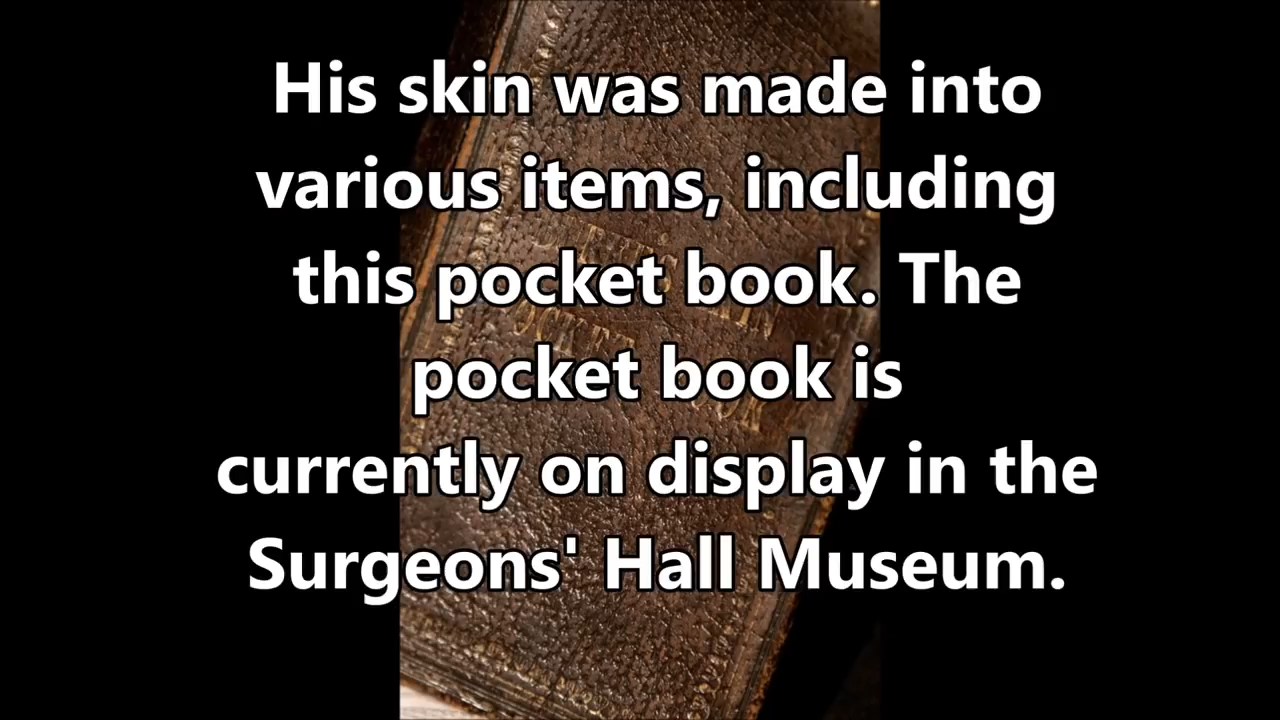 His skin was made into
various items, including
this pocket book. The
pocket book is
currently on display in the
Surgeons' Hall Museum.